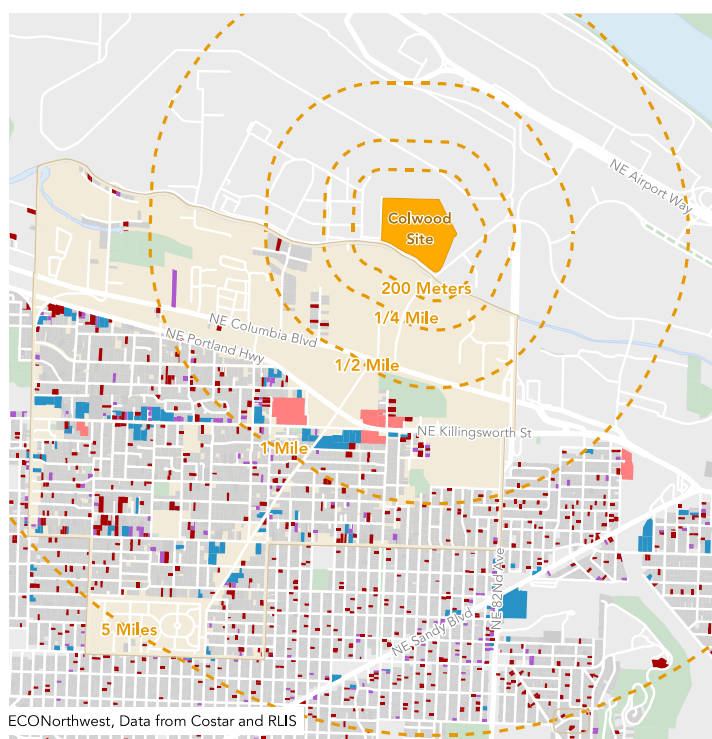 NE Airport Way
Colwood
Site
200 Meters
1/4 Mile
NE Columbia Blvd
NE Portland Hwy
1/2 Mile
NE Killingsworth St
1 Mile
NE 82Nd Ave
5 Miles
NE Sandy Blvd
ECONorthwest, Data from Costar and RLIS